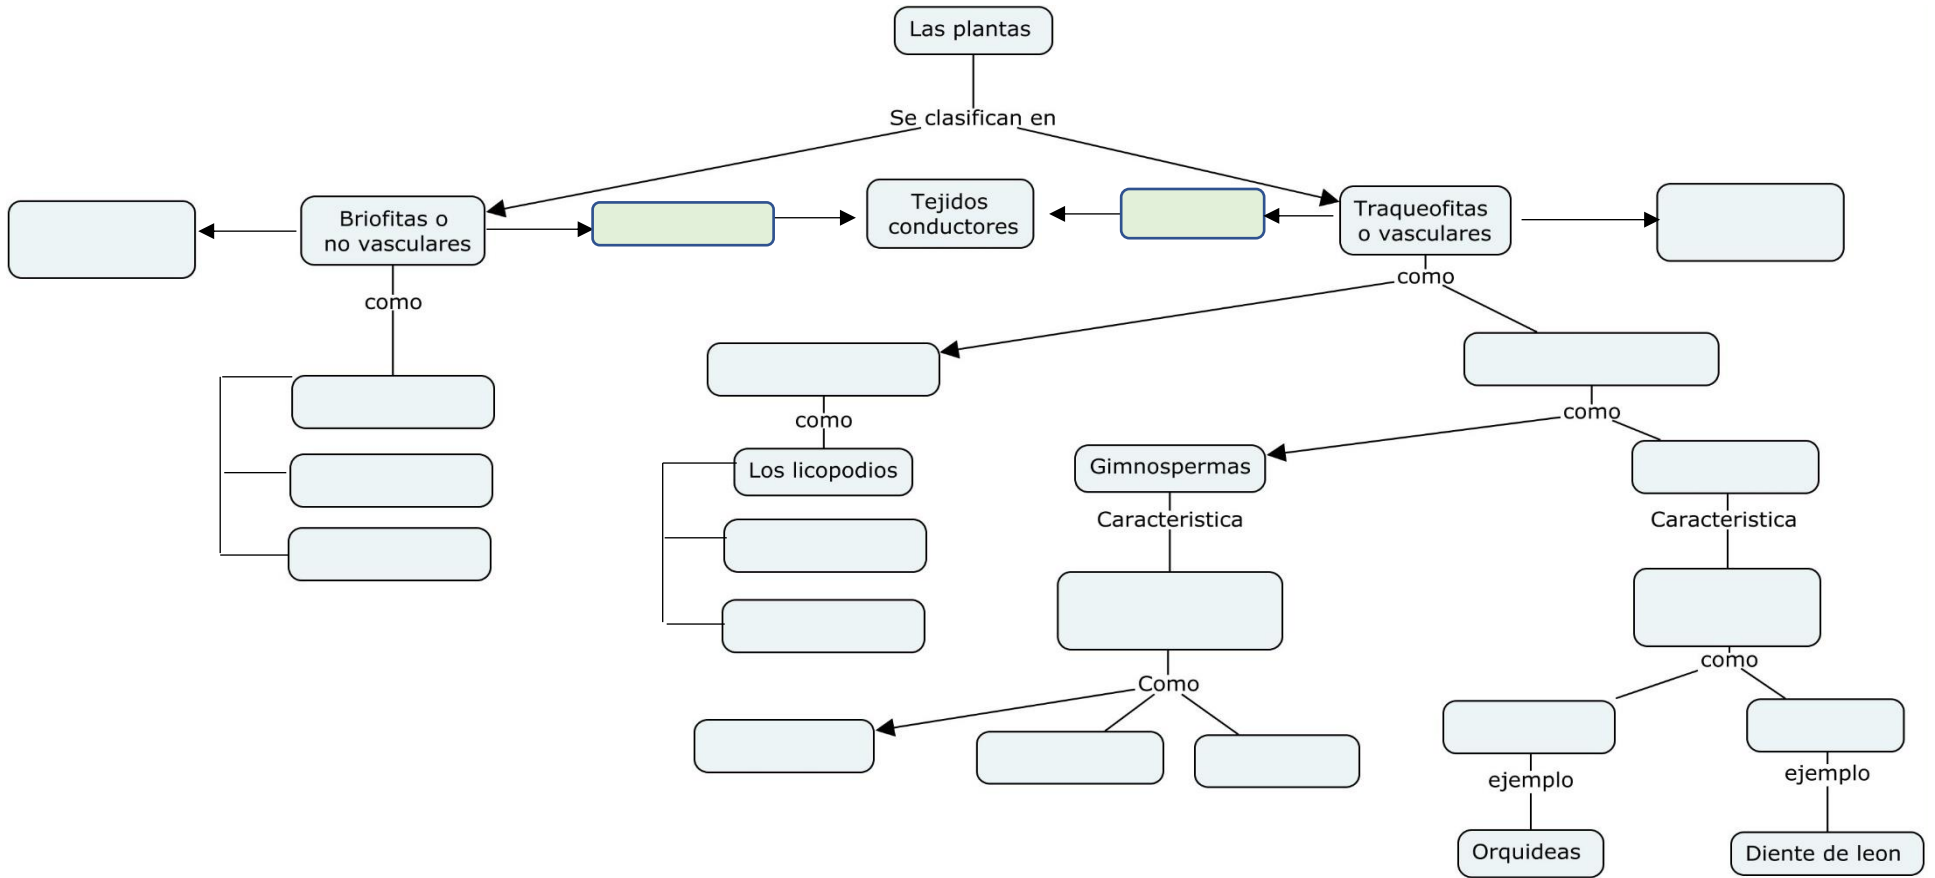 Las plantas
Se clasifican en
Briofitas o
no vasculares
Tejidos
conductores
Traqueofitas
o vasculares
como
como
como
como
Los licopodios
Gimnospermas
Caracteristica
Caracteristica
Como
como
ejemplo
ejemplo
Orquideas
Diente de leon